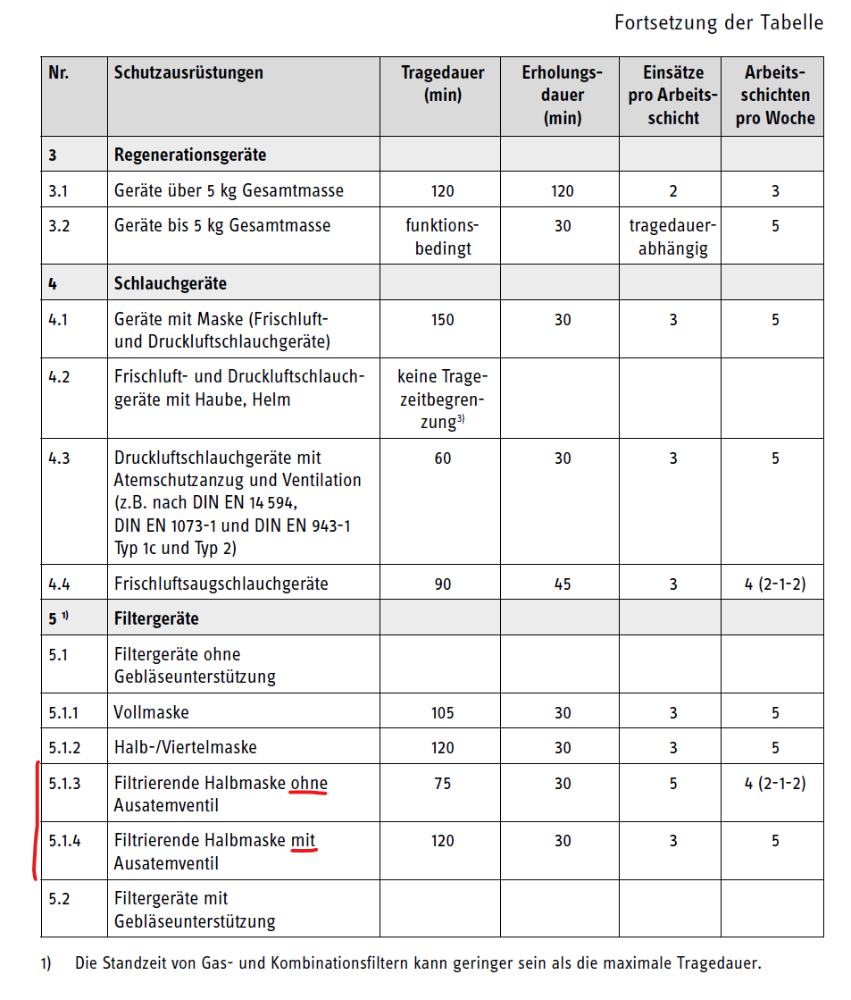 Fortsetzung der Tabelle
Nr. Schutzausrüstungen Tragedauer (min) Erholungs-dauer (min) Einsätze pro Arbeits-schicht Arbeits-schichten pro Woche
3 Regenerationsgeräte
3.1 Geräte über 5 kg Gesamtmasse 120 120 2 3
3.2 Geräte bis 5 kg Gesamtmasse funktions-bedingt 30 tragedauer-abhängig 5
4 Schlauchgeräte
4.1 Geräte mit Maske (Frischluft- 150 30 3 5
und Druckluftschlauchgeräte)
4.2 Frischluft- und Druckluftschlauch- keine Trage-
geräte mit Haube, Helm zeitbegren-
zung3)
4.3 Druckluftschlauchgeräte mit 60 30 3 5
Atemschutzanzug und Ventilation
(z.B. nach DIN EN 14 594,
DIN EN 1073-1 und DIN EN 943-1
Typ 1c und Typ 2)
4.4 Frischluftsaugschlauchgeräte 90 45 3 4 (2-1-2)
5 1) Filtergeräte
5.1 Filtergeräte ohne
Gebläseunterstützung
5.1.1 Vollmaske 105 30 3 5
5.1.2 Halb-/Viertelmaske 120 30 3 5
5.1.3 Filtrierende Halbmaske ohne 75 30 5 4 (2-1-2)
Ausatemventil
5.1.4 Filtrierende Halbmaske mit 120 30 3 5
Ausatemventil
5.2 Filtergeräte mit
Gebläseunterstützung
1) Die Standzeit von Gas- und Kombinationsfiltern kann geringer sein als die maximale Tragedauer.